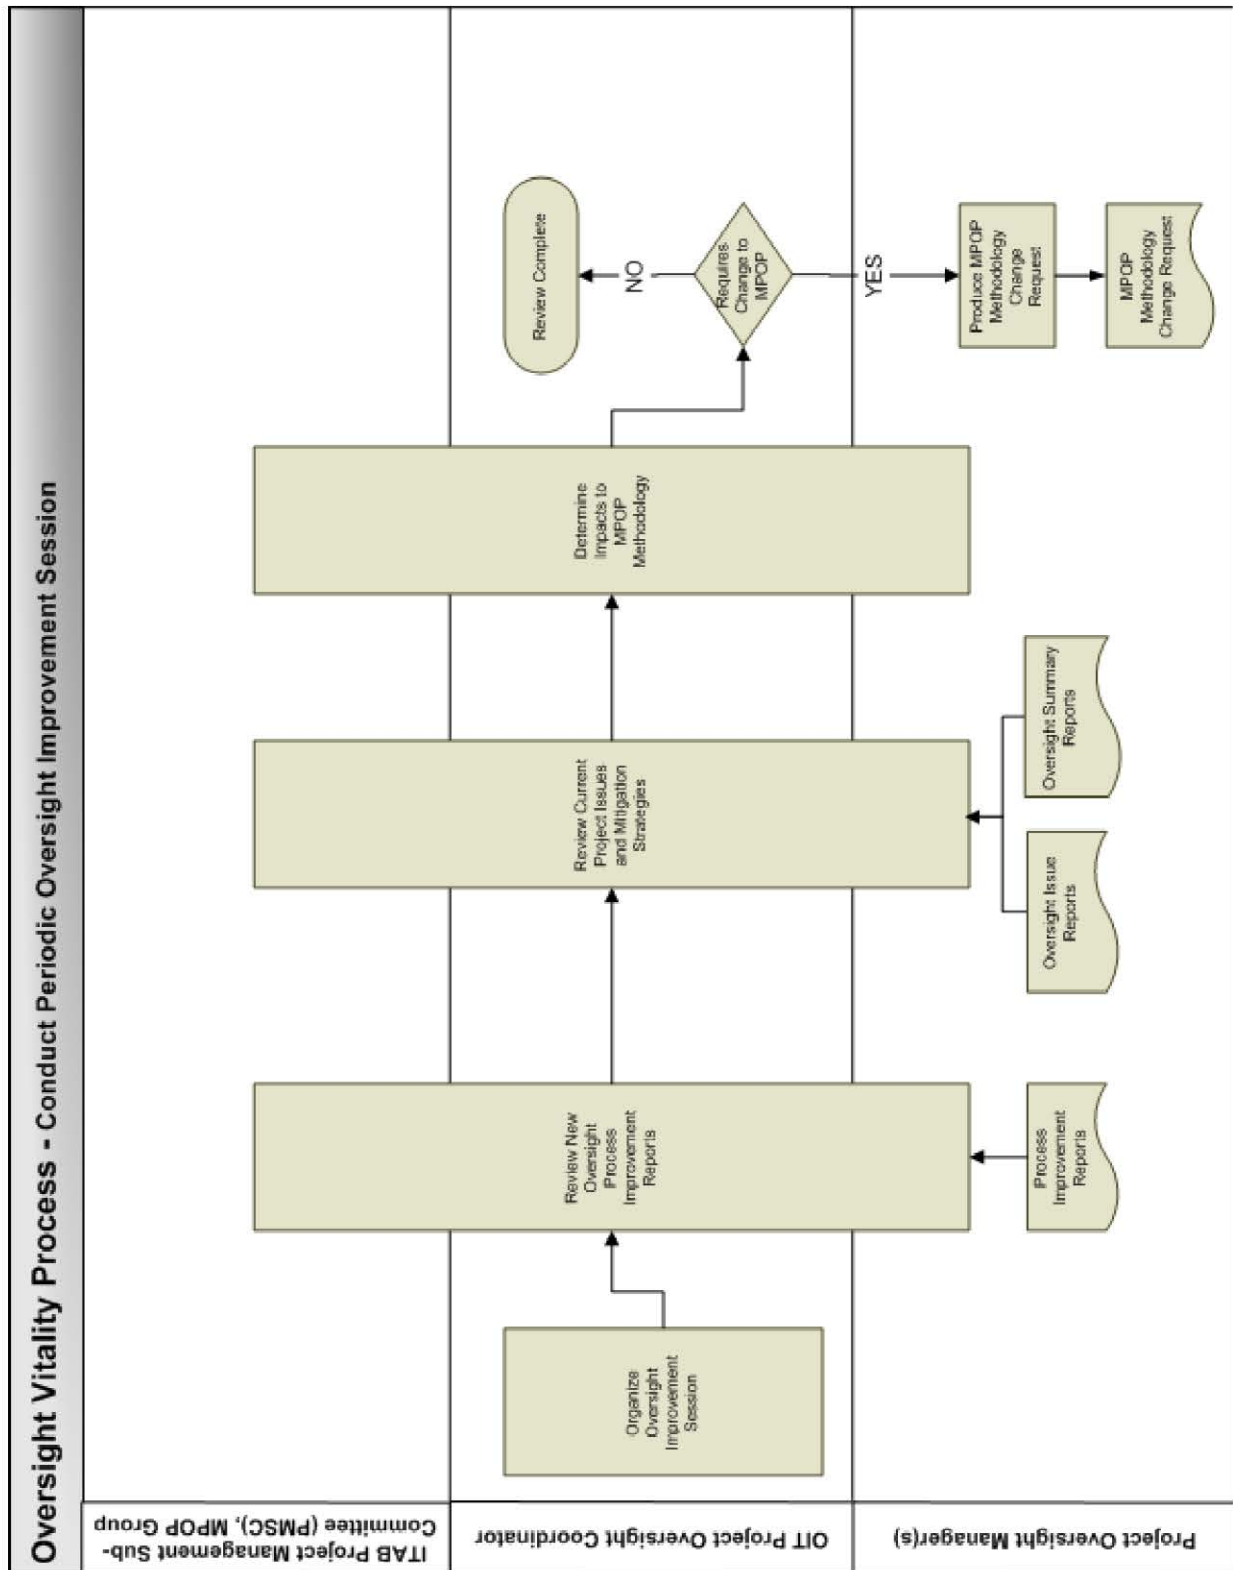 Oversight Vitality Process - Conduct Periodic Oversight Improvement Session
ITAB Project Management Sub-
Committee (PMSC), MPOP Group
OIT Project Oversight Coordinator
Project Oversight Manager(s)
Organize
Oversight
Improvement
Session
Review New
Oversight
Process
Improvement
Reports
Process
Improvement
Reports
Review Current
Project Issues
and Mitigation
Strategies
Oversight Issue
Reports
Oversight Summary
Reports
Determine
Impacts to
MPOP
Methodology
Requires
Change to
MPOP
NO
Review Complete
YES
Produce MPOP
Methodology
Change
Request
MPOP
Methodology
Change Request